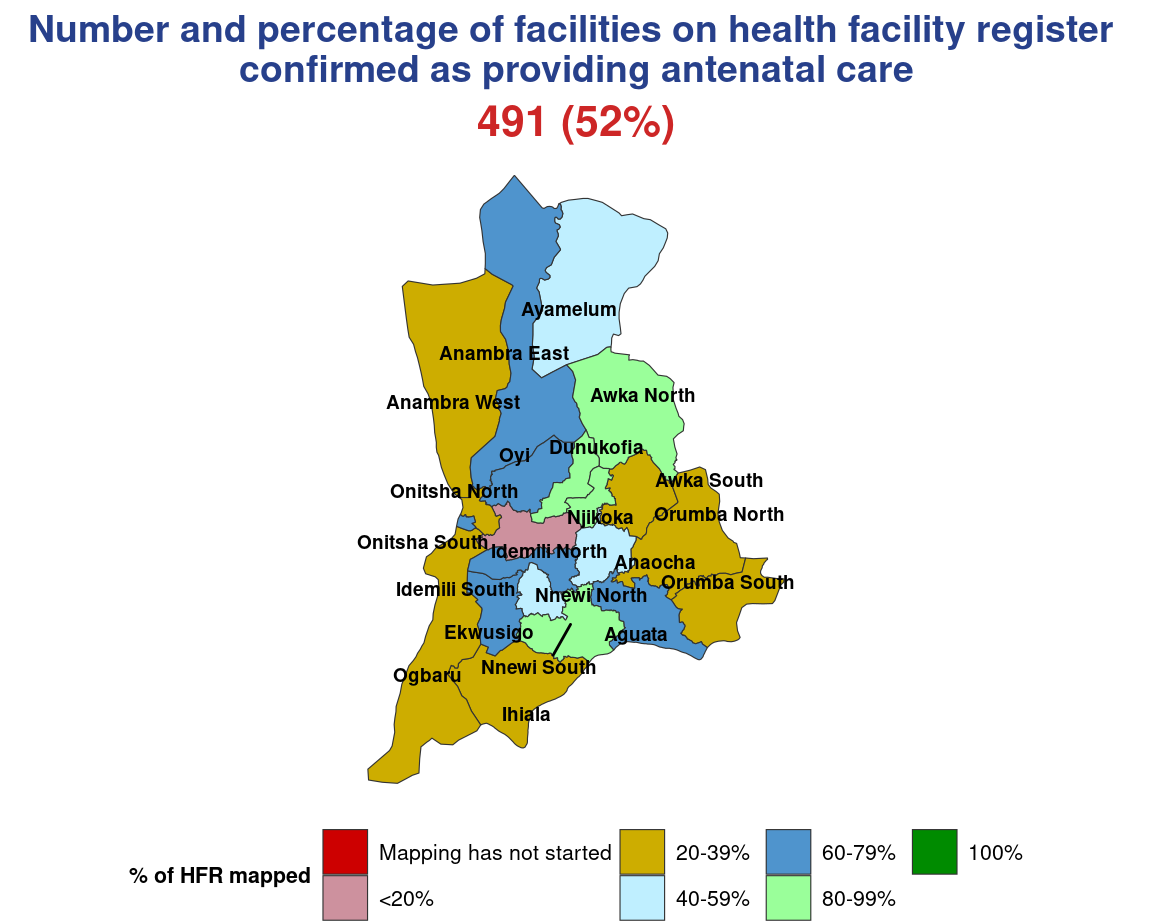 Number and percentage of facilities on health facility register
confirmed as providing antenatal care
491 (52%)
Ayamelum
Anambra East
Awka North
Anambra West
Dunukofia
Oyi
Awka South
Onitsha North
Orumba North
Njikoka
Onitsha South
Idemili North
Anaocha
Orumba South
Idemili South
Nnewi North
Ekwusigo
Aguata
Nnewi South
Ogbaru
Ihiala
% of HFR mapped
Mapping has not started
<20%
20-39%
40-59%
60-79%
80-99%
100%